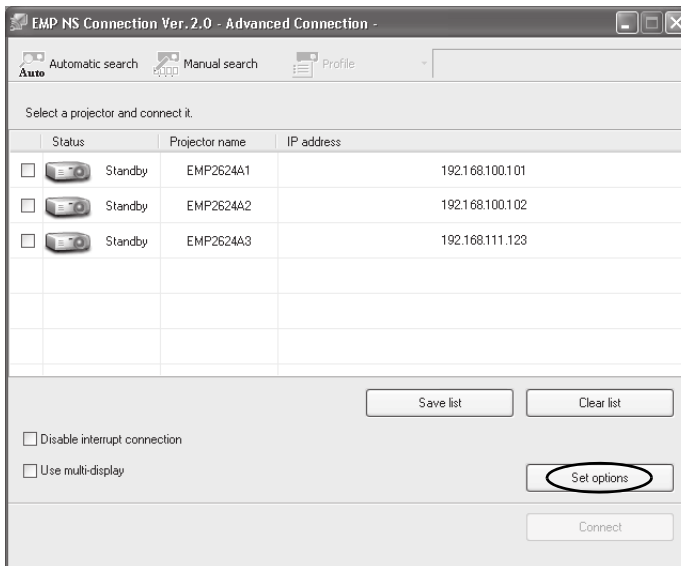 EMP NS Connection Ver.2.0 - Advanced Connection -
Auto Automatic search Manual search Profile
Select a projector and connect it.
Status Projector name IP address
Standby EMP2624A1 192.168.100.101
Standby EMP2624A2 192.168.100.102
Standby EMP2624A3 192.168.111.123
Save list Clear list
Disable interrupt connection
Use multi-display
Set options
Connect